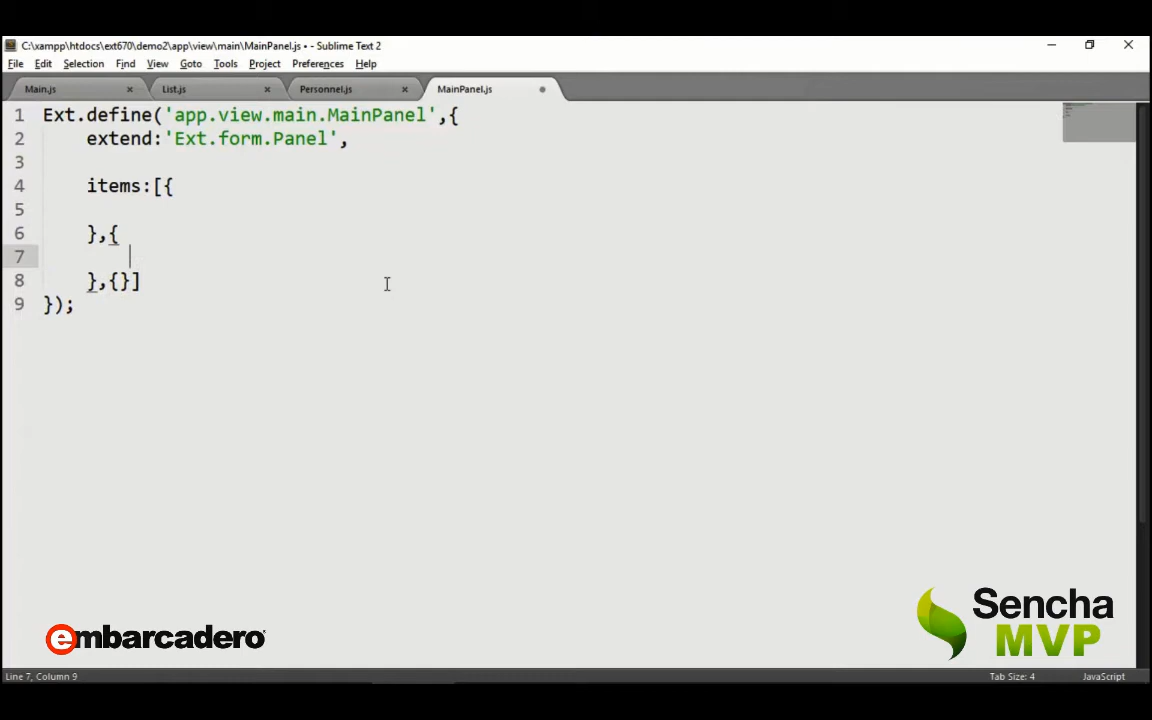 C:\xampp\htdocs\ext670\demo2\app\view\main\MainPanel.js • - Sublime Text 2
File Edit Selection Find View Goto Tools Project Preferences Help
Main.js × List.js × Personnel.js × MainPanel.js
1 Ext.define('app.view.main.MainPanel',{
2     extend:'Ext.form.Panel',
3
4     items:[{
5
6     },{
7
8     },{}]
9 });
embarcadero
Sencha
MVP
Line 7, Column 9 Tab Size: 4 JavaScript